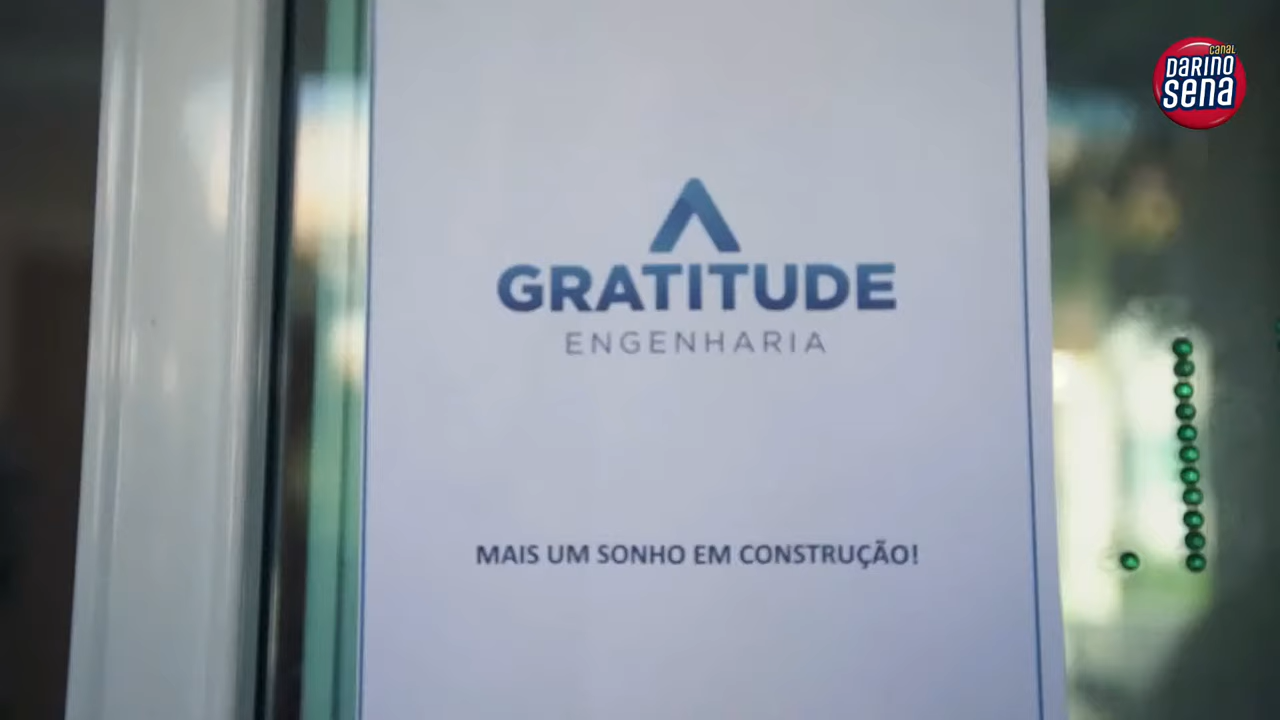 CANAL
DARINO
SENA
GRATITUDE
ENGENHARIA
MAIS UM SONHO EM CONSTRUÇÃO!